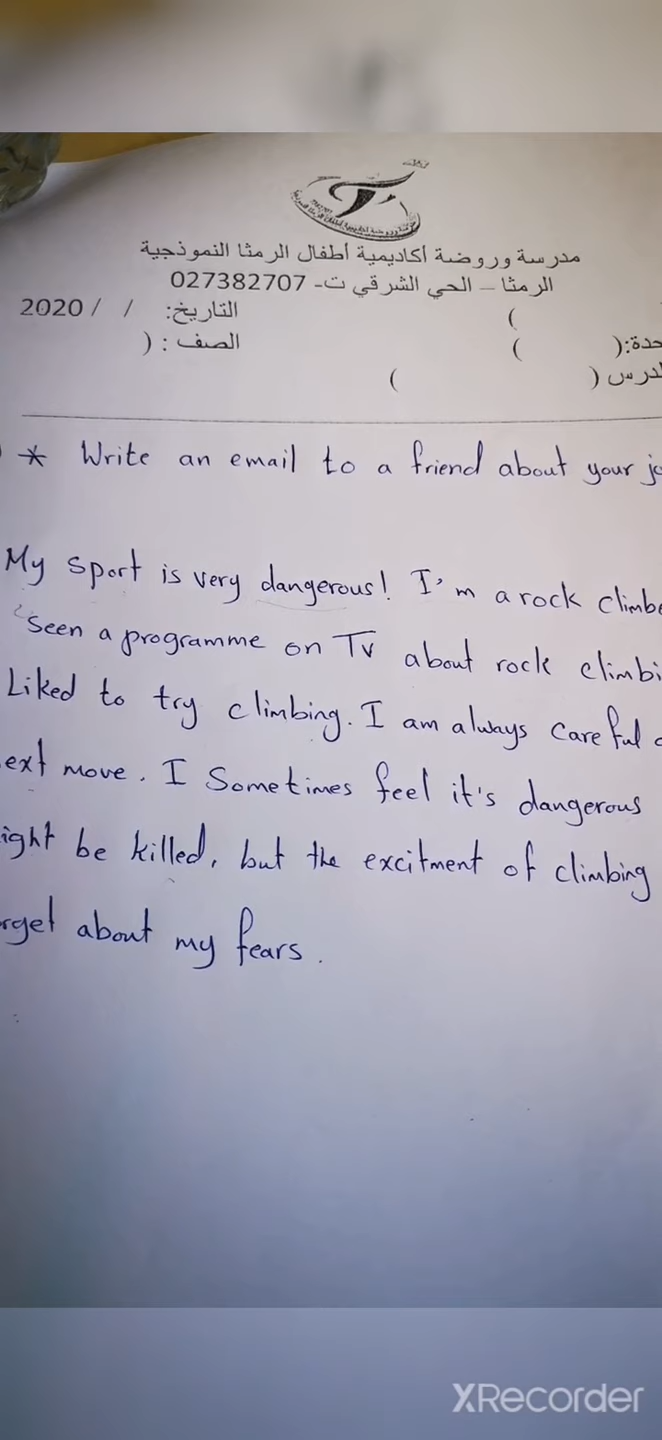 مدرسة وروضة أكاديمية أطفال الرمثا النموذجية
الرمثا – الحي الشرقي ت- 027382707
التاريخ: / / 2020
الصف : (
* Write an email to a friend about your
My sport is very dangerous! I'm a rock
Seen a programme on TV about rock
Liked to try climbing. I am always careful
move. I Sometimes feel it's dangerous
be killed, but the excitment of climbing
about my fears.
XRecorder